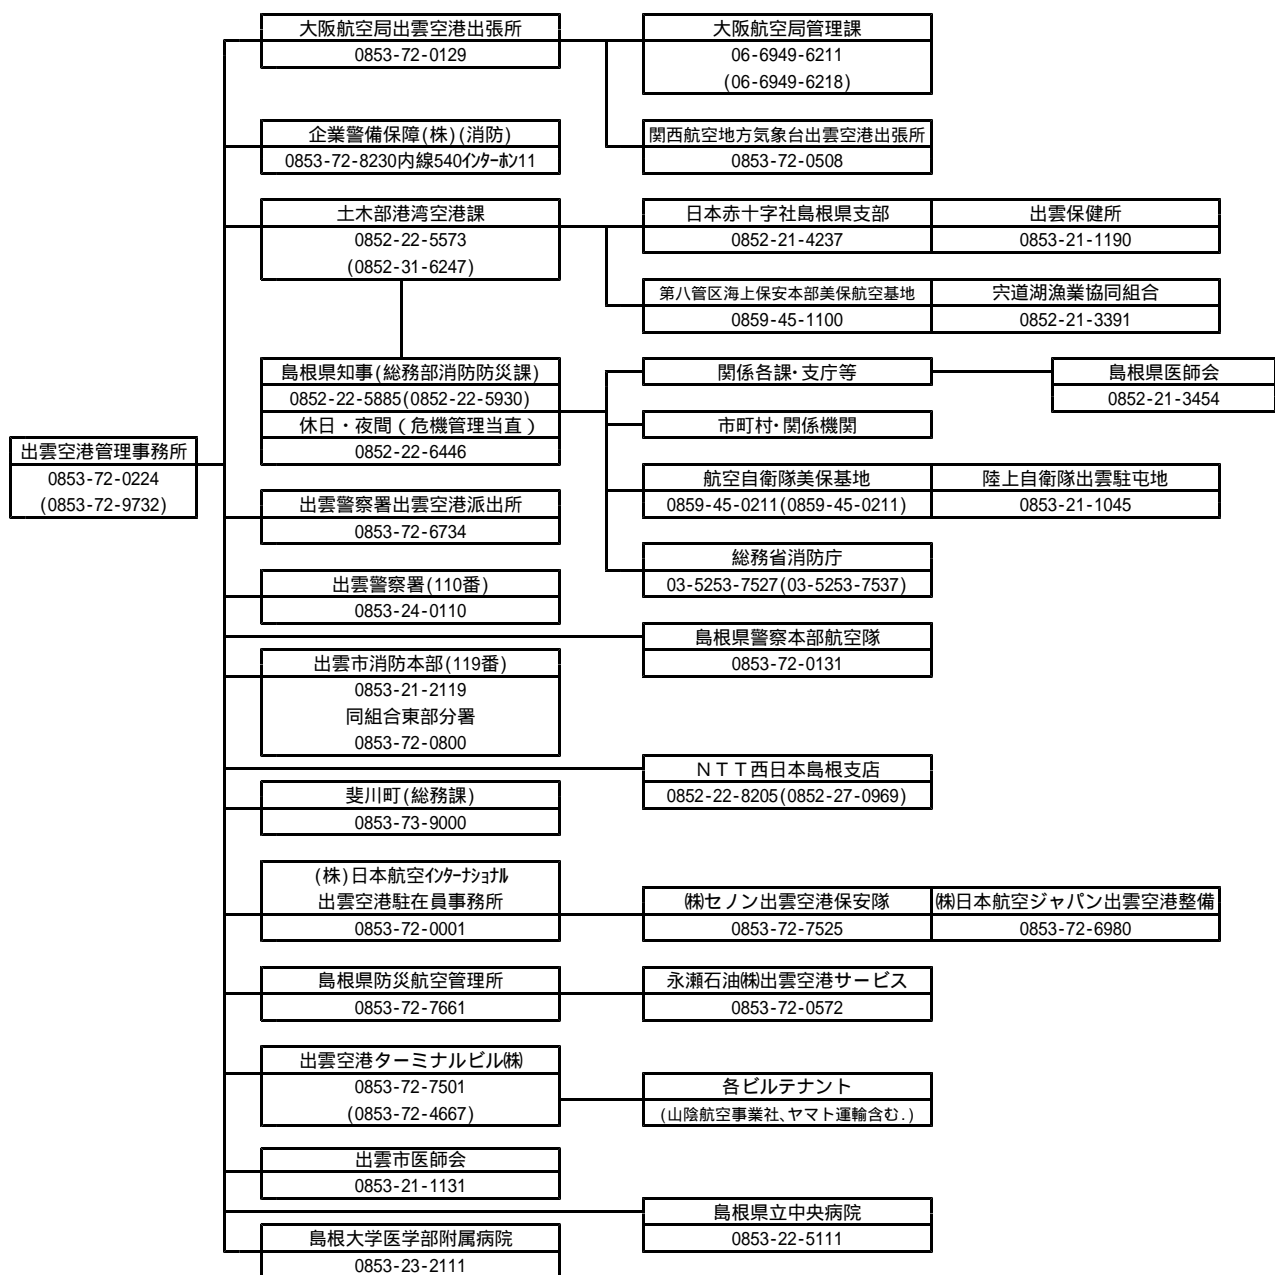 大阪航空局出雲空港出張所
0853-72-0129
大阪航空局管理課
06-6949-6211
(06-6949-6218)
企業警備保障(株)(消防)
0853-72-8230内線540インターホン11
関西航空地方気象台出雲空港出張所
0853-72-0508
土木部港湾空港課
0852-22-5573
(0852-31-6247)
日本赤十字社島根県支部
0852-21-4237
出雲保健所
0853-21-1190
第八管区海上保安本部美保航空基地
0859-45-1100
宍道湖漁業協同組合
0852-21-3391
島根県知事(総務部消防防災課)
0852-22-5885(0852-22-5930)
休日・夜間(危機管理当直)
0852-22-6446
関係各課・支庁等
島根県医師会
0852-21-3454
市町村・関係機関
出雲空港管理事務所
0853-72-0224
(0853-72-9732)
航空自衛隊美保基地
0859-45-0211(0859-45-0211)
陸上自衛隊出雲駐屯地
0853-21-1045
出雲警察署出雲空港派出所
0853-72-6734
総務省消防庁
03-5253-7527(03-5253-7537)
出雲警察署(110番)
0853-24-0110
島根県警察本部航空隊
0853-72-0131
出雲市消防本部(119番)
0853-21-2119
同組合東部分署
0853-72-0800
NTT西日本島根支店
0852-22-8205(0852-27-0969)
斐川町(総務課)
0853-73-9000
(株)日本航空インターナショナル
出雲空港駐在員事務所
0853-72-0001
㈱セノン出雲空港保安隊
0853-72-7525
㈱日本航空ジャパン出雲空港整備
0853-72-6980
島根県防災航空管理所
0853-72-7661
永瀬石油㈱出雲空港サービス
0853-72-0572
出雲空港ターミナルビル㈱
0853-72-7501
(0853-72-4667)
各ビルテナント
(山陰航空事業社、ヤマト運輸含む.)
出雲市医師会
0853-21-1131
島根県立中央病院
0853-22-5111
島根大学医学部附属病院
0853-23-2111